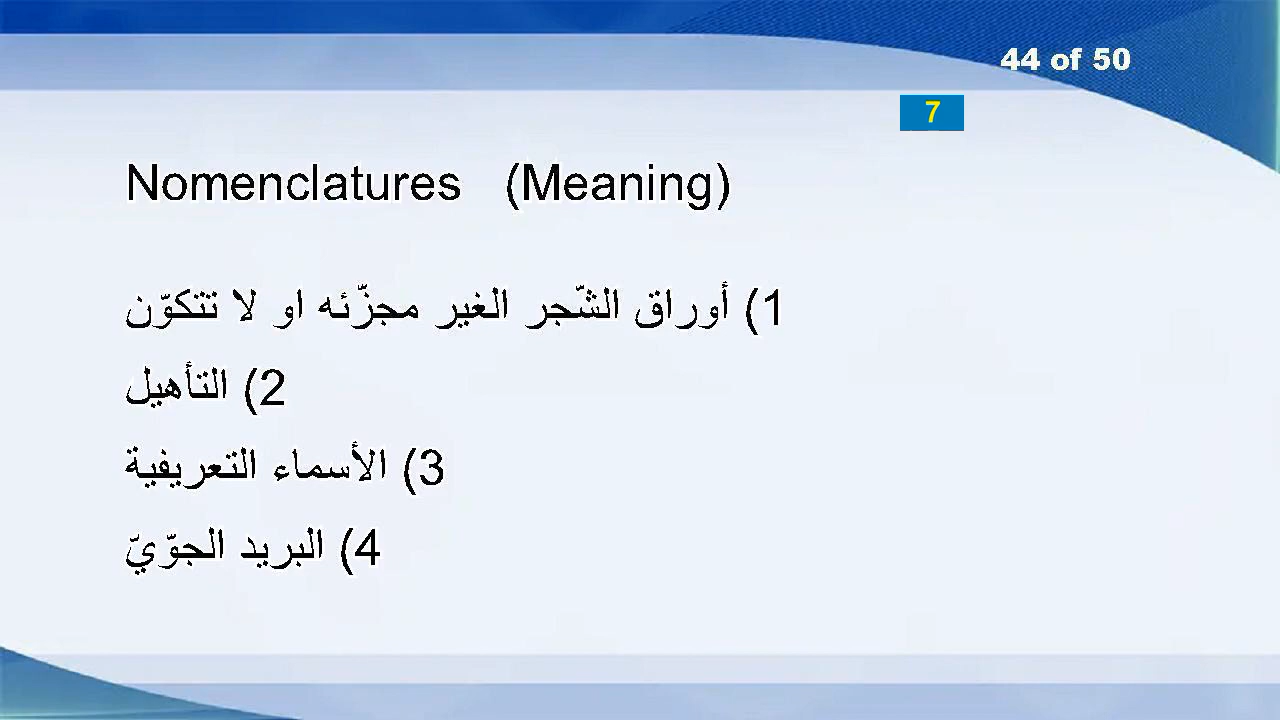 44 of 50
7
Nomenclatures (Meaning)
1) أوراق الشّجر الغير مجزّئه او لا تتكوّن
2) التأهيل
3) الأسماء التعريفية
4) البريد الجوّيّ